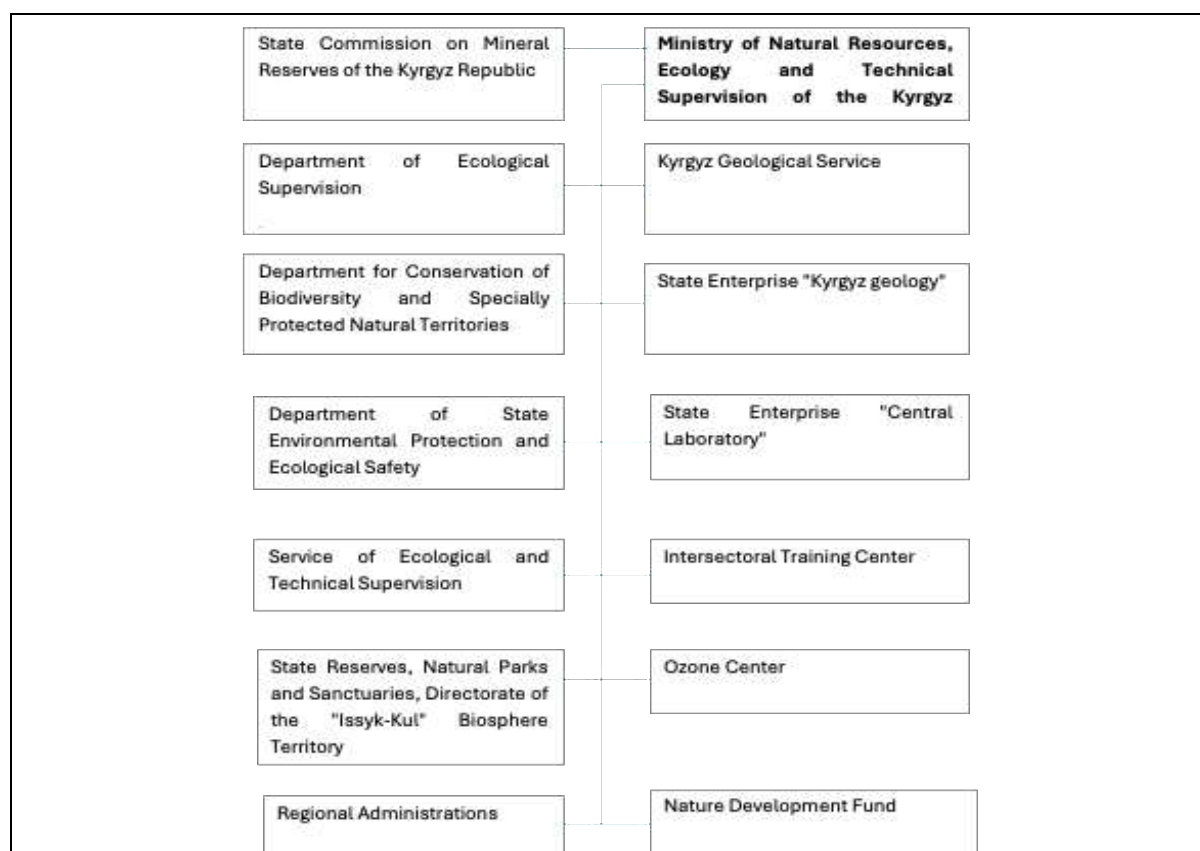 State Commission on Mineral
Reserves of the Kyrgyz Republic
Ministry of Natural Resources,
Ecology and Technical
Supervision of the Kyrgyz
Department of Ecological
Supervision
Kyrgyz Geological Service
Department for Conservation of
Biodiversity and Specially
Protected Natural Territories
State Enterprise "Kyrgyz geology"
Department of State
Environmental Protection and
Ecological Safety
State Enterprise "Central
Laboratory"
Service of Ecological and
Technical Supervision
Intersectoral Training Center
State Reserves, Natural Parks
and Sanctuaries, Directorate of
the "Issyk-Kul" Biosphere
Territory
Ozone Center
Regional Administrations
Nature Development Fund